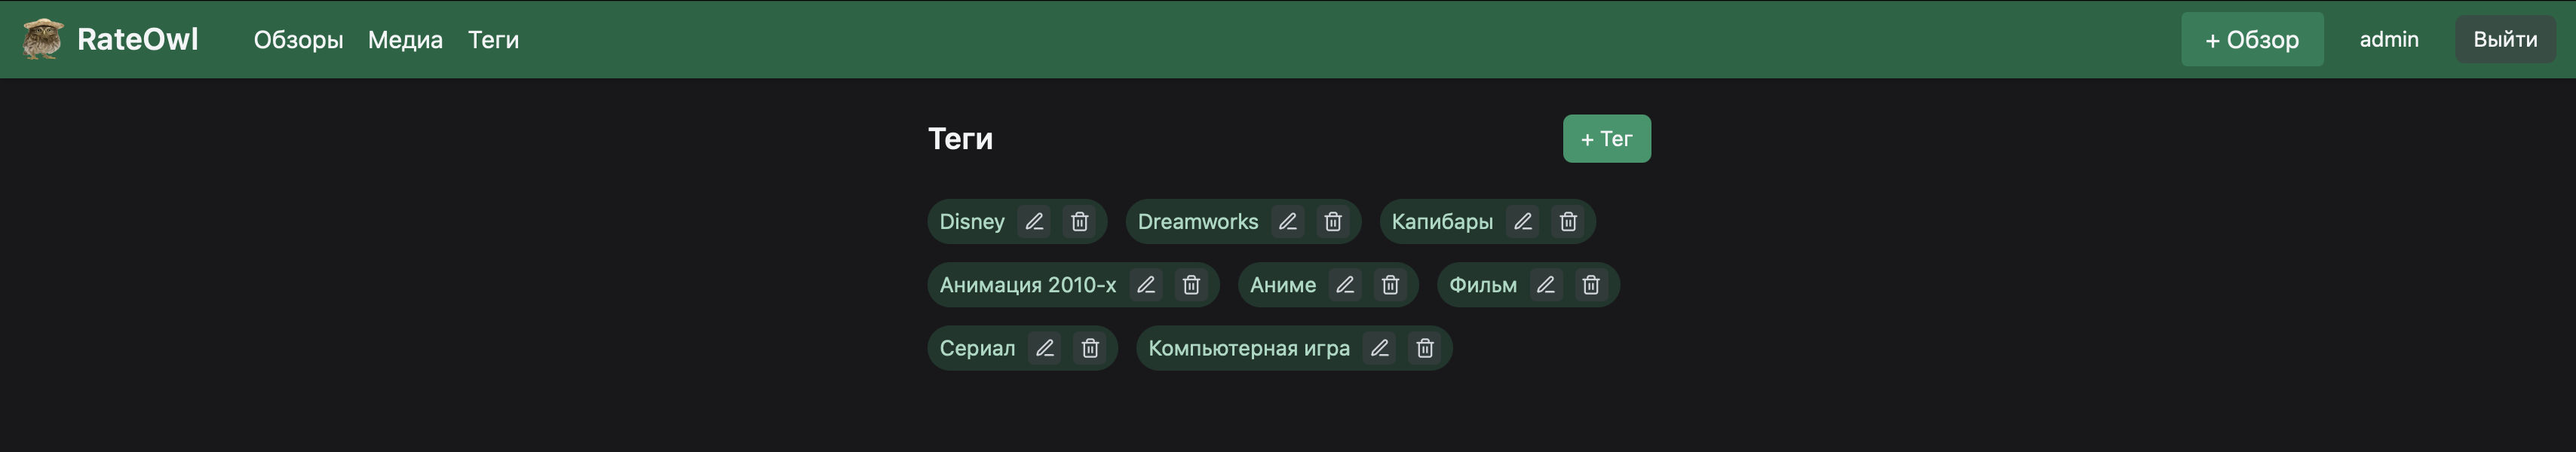 RateOwl Обзоры Медиа Теги + Обзор admin Выйти
Теги + Тег
Disney Dreamworks Капибары
Анимация 2010-х Аниме Фильм
Сериал Компьютерная игра